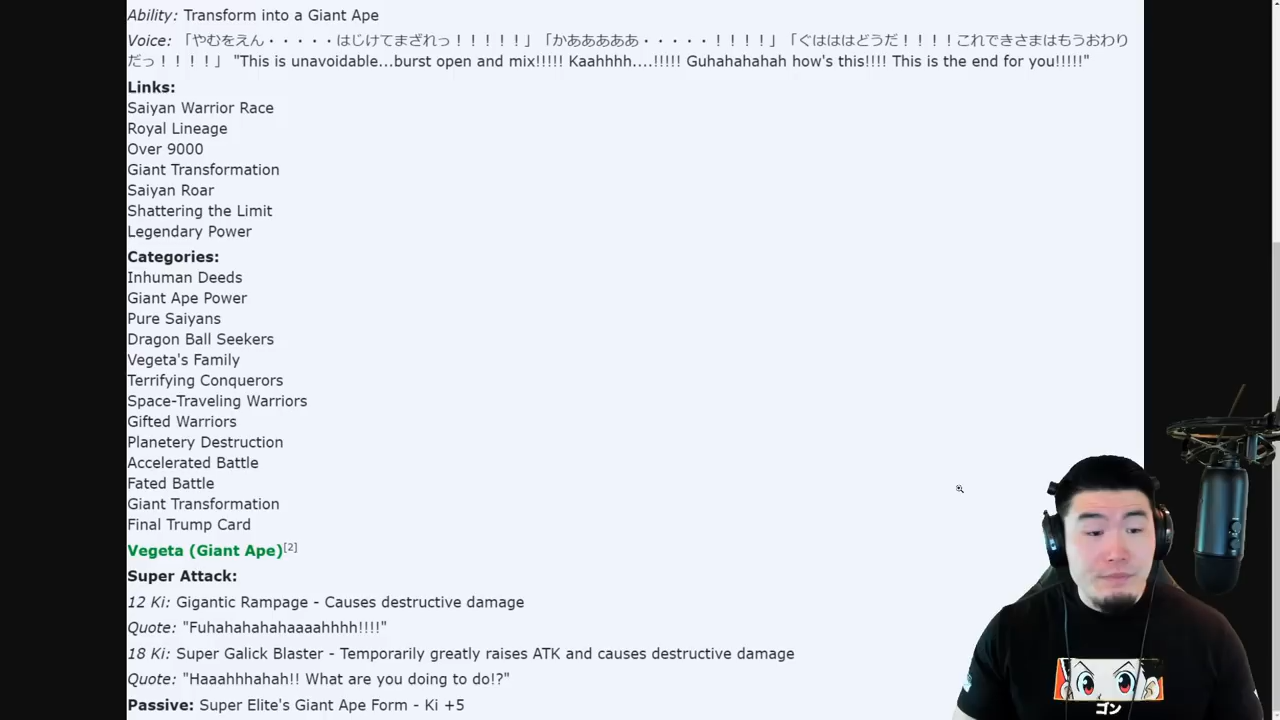 Ability: Transform into a Giant Ape
Voice: 「やむをえん・・・・・はじけてまざれっ！！！！！」「かあああああ・・・・・！！！！」「ぐはははどうだ！！！！これできさまはもうおわり
だっ！！！！」 "This is unavoidable...burst open and mix!!!!! Kaahhhh....!!!!! Guhahahahah how's this!!!! This is the end for you!!!!!"
Links:
Saiyan Warrior Race
Royal Lineage
Over 9000
Giant Transformation
Saiyan Roar
Shattering the Limit
Legendary Power
Categories:
Inhuman Deeds
Giant Ape Power
Pure Saiyans
Dragon Ball Seekers
Vegeta's Family
Terrifying Conquerors
Space-Traveling Warriors
Gifted Warriors
Planetery Destruction
Accelerated Battle
Fated Battle
Giant Transformation
Final Trump Card
Vegeta (Giant Ape)[2]
Super Attack:
12 Ki: Gigantic Rampage - Causes destructive damage
Quote: "Fuhahahahahaaaahhhh!!!!"
18 Ki: Super Galick Blaster - Temporarily greatly raises ATK and causes destructive damage
Quote: "Haaahhhahah!! What are you doing to do!?"
Passive: Super Elite's Giant Ape Form - Ki +5
ゴン